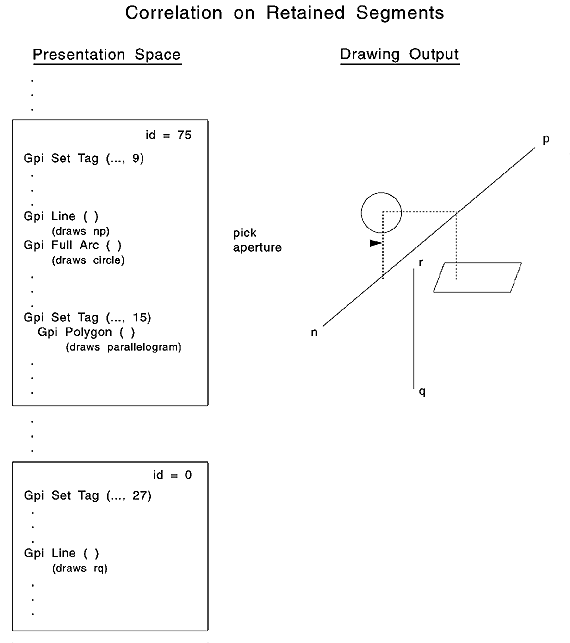 Correlation on Retained Segments
Presentation Space
Drawing Output
id = 75
Gpi Set Tag (..., 9)
Gpi Line ( )
(draws np)
Gpi Full Arc ( )
(draws circle)
Gpi Set Tag (..., 15)
Gpi Polygon ( )
(draws parallelogram)
id = 0
Gpi Set Tag (..., 27)
Gpi Line ( )
(draws rq)
pick
aperture
p
r
n
q